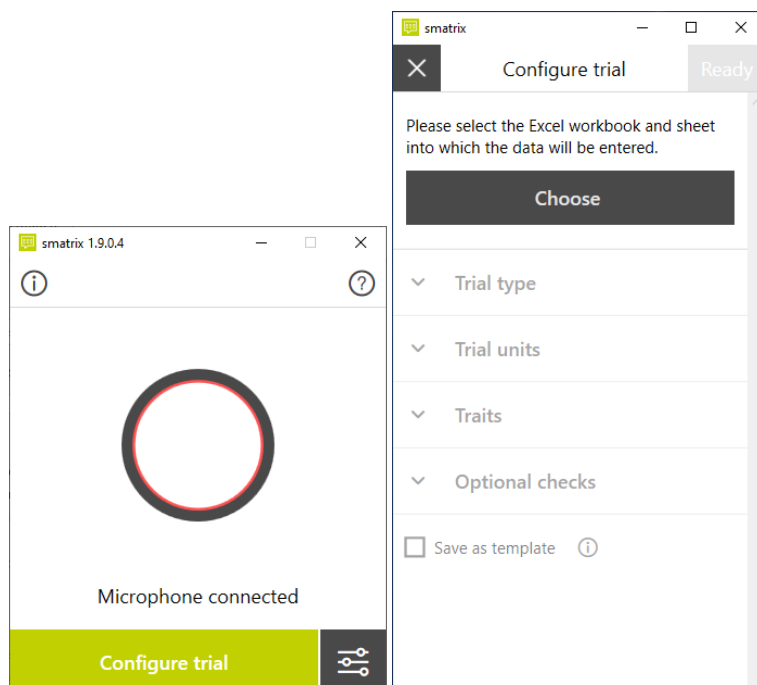 smatrix 1.9.0.4
Microphone connected
Configure trial
smatrix
Configure trial
Ready
Please select the Excel workbook and sheet
into which the data will be entered.
Choose
Trial type
Trial units
Traits
Optional checks
Save as template